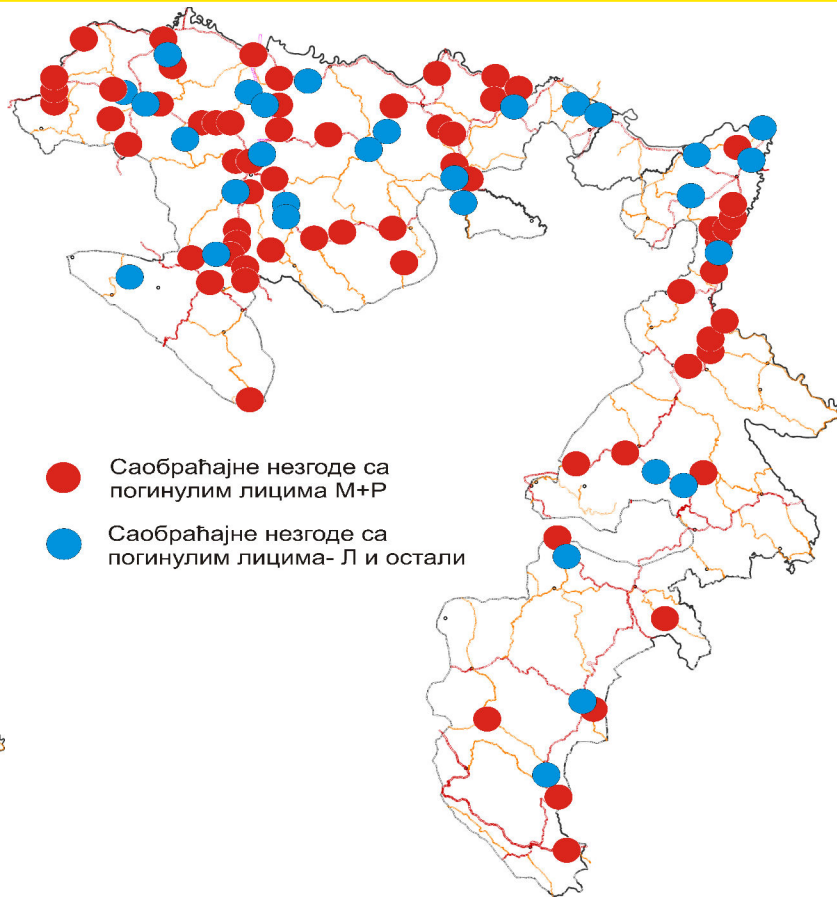 Саобраћајне незгоде са
погинулим лицима М+Р
Саобраћајне незгоде са
погинулим лицима- Л и остали